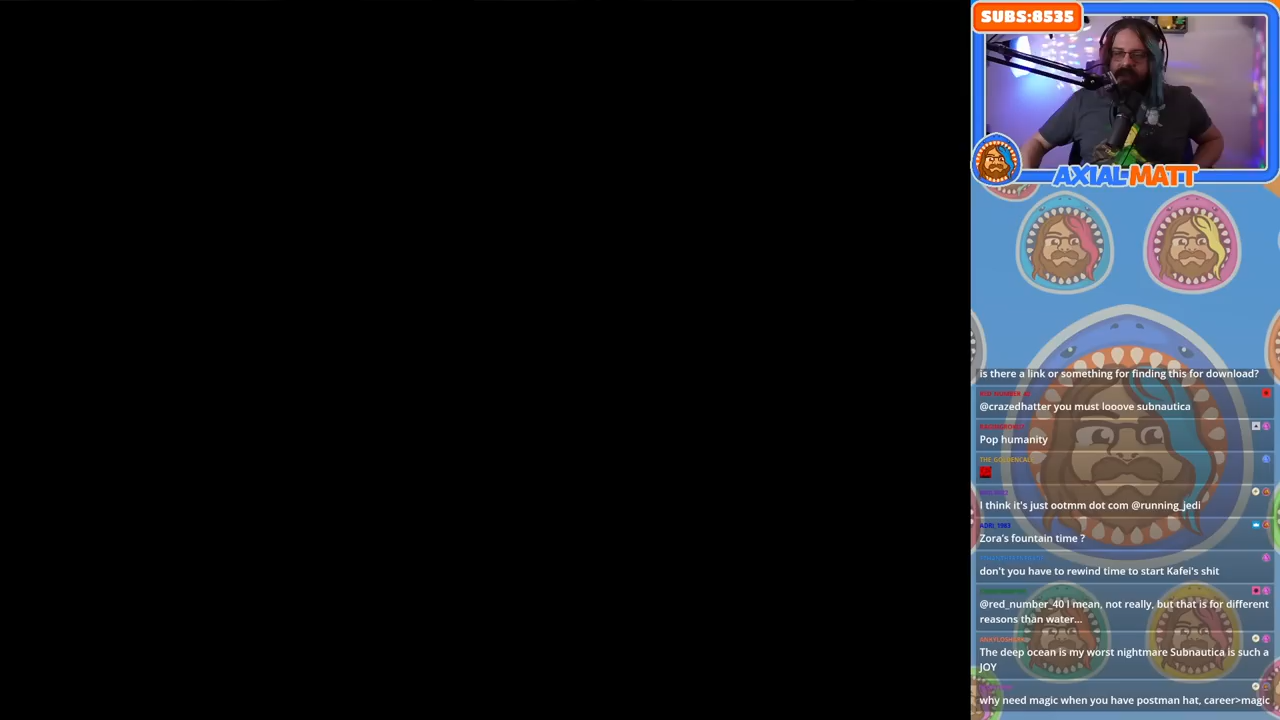 SUBS:8535
AXIAL MATT
is there a link or something for finding this for download?
@crazedhatter you must looove subnautica
Pop humanity
I think it's just ootmm dot com @running_jedi
ADRI_1983
Zora's fountain time ?
don't you have to rewind time to start Kafei's shit
@red_number_40 I mean, not really, but that is for different
reasons than water...
The deep ocean is my worst nightmare Subnautica is such a
JOY
why need magic when you have postman hat, career>magic